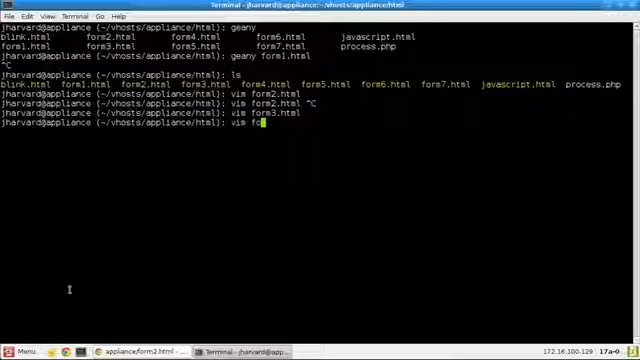 Terminal - jharvard@appliance:~/vhosts/appliance/html
File Edit View Terminal Go Help
jharvard@appliance (~/vhosts/appliance/html): geany
blink.html form2.html form4.html form6.html javascript.html
form1.html form3.html form5.html form7.html process.php
jharvard@appliance (~/vhosts/appliance/html): geany form1.html
^C
jharvard@appliance (~/vhosts/appliance/html): ls
blink.html form1.html form2.html form3.html form4.html form5.html form6.html form7.html javascript.html process.php
jharvard@appliance (~/vhosts/appliance/html): vim form2.html
jharvard@appliance (~/vhosts/appliance/html): vim form2.html ^C
jharvard@appliance (~/vhosts/appliance/html): vim form3.html
jharvard@appliance (~/vhosts/appliance/html): vim fo
Menu appliance/form2.html - ... Terminal - jharvard@app... 172.16.100.129 17a-0